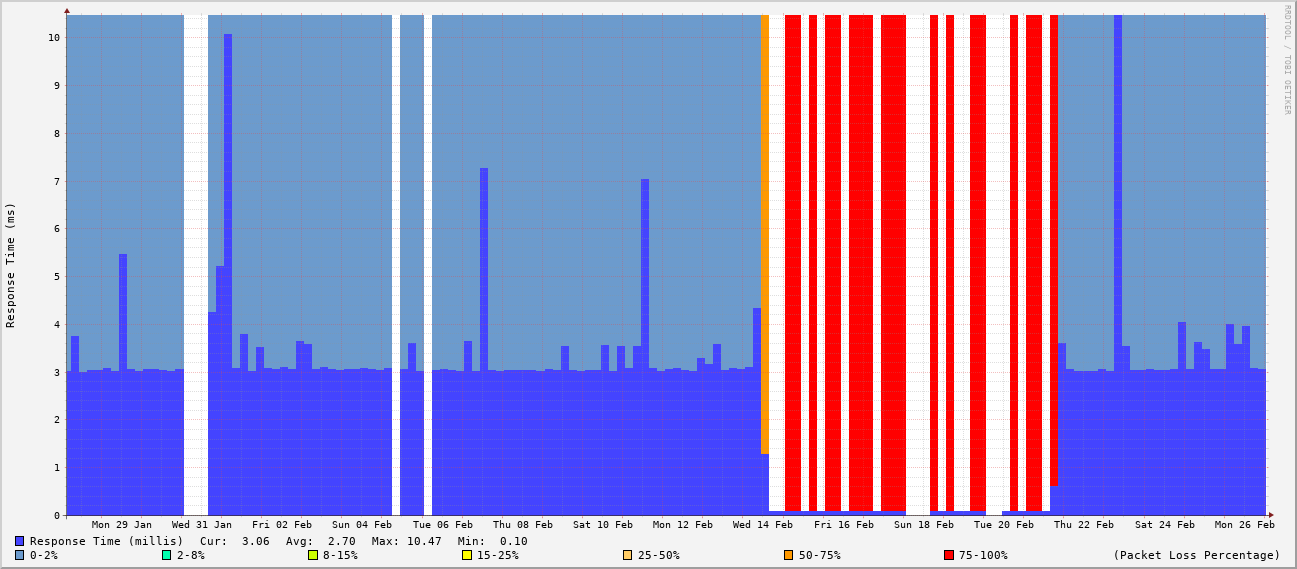 RRDTOOL / TOBI OETIKER
Response Time (ms)
10
9
8
7
6
5
4
3
2
1
0
Mon 29 Jan Wed 31 Jan Fri 02 Feb Sun 04 Feb Tue 06 Feb Thu 08 Feb Sat 10 Feb Mon 12 Feb Wed 14 Feb Fri 16 Feb Sun 18 Feb Tue 20 Feb Thu 22 Feb Sat 24 Feb Mon 26 Feb
Response Time (millis) Cur: 3.06 Avg: 2.70 Max: 10.47 Min: 0.10
0-2% 2-8% 8-15% 15-25% 25-50% 50-75% 75-100% (Packet Loss Percentage)